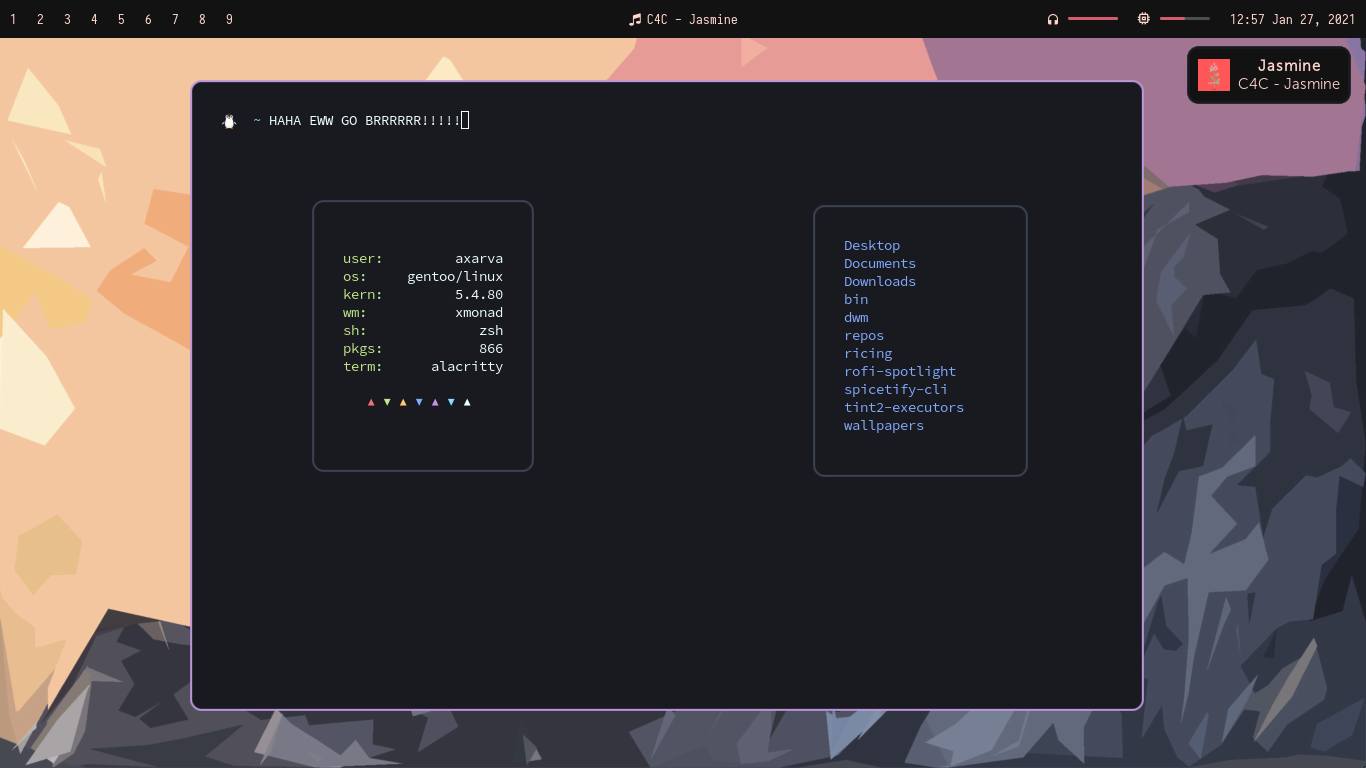 1 2 3 4 5 6 7 8 9
C4C - Jasmine
12:57 Jan 27, 2021
Jasmine
C4C - Jasmine
~ HAHA EWW GO BRRRRRR!!!!!
user: axarva
os: gentoo/linux
kern: 5.4.80
wm: xmonad
sh: zsh
pkgs: 866
term: alacritty
Desktop
Documents
Downloads
bin
dwm
repos
ricing
rofi-spotlight
spicetify-cli
tint2-executors
wallpapers